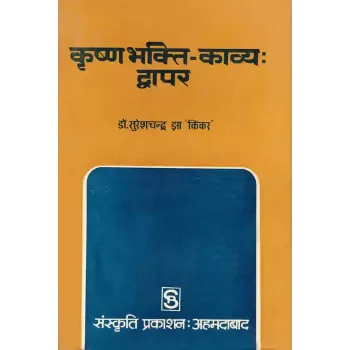 कृष्ण भक्ति-काव्य:
द्वापर
डॉ. सुरेशचन्द्र झा 'किंकर'
संस्कृति प्रकाशन: अहमदाबाद